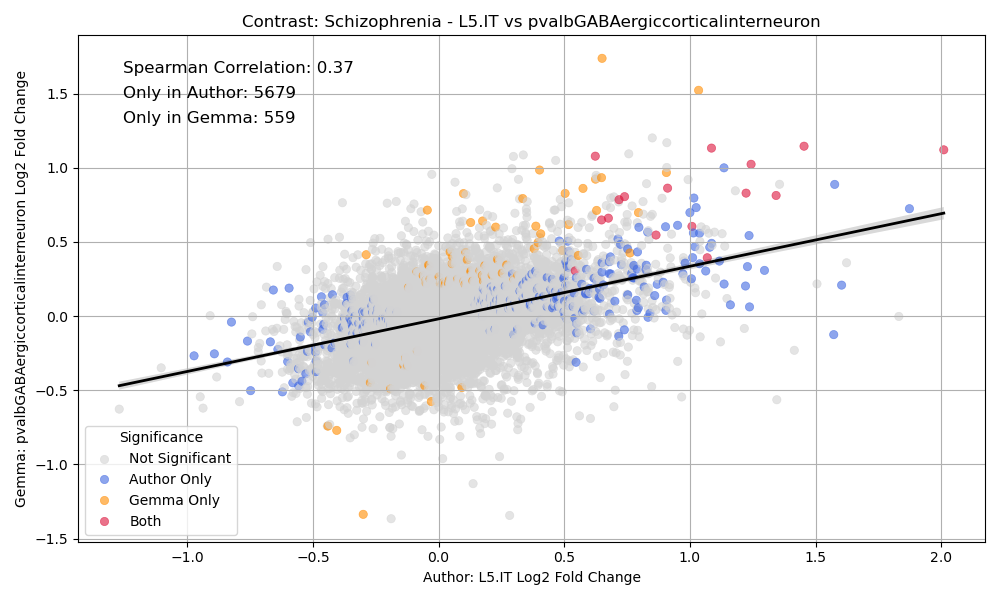 Contrast: Schizophrenia - L5.IT vs pvalbGABAergiccorticalinterneuron
Spearman Correlation: 0.37
Only in Author: 5679
Only in Gemma: 559
Gemma: pvalbGABAergiccorticalinterneuron Log2 Fold Change
1.5
1.0
0.5
0.0
−0.5
−1.0
−1.5
Significance
Not Significant
Author Only
Gemma Only
Both
−1.0 −0.5 0.0 0.5 1.0 1.5 2.0
Author: L5.IT Log2 Fold Change